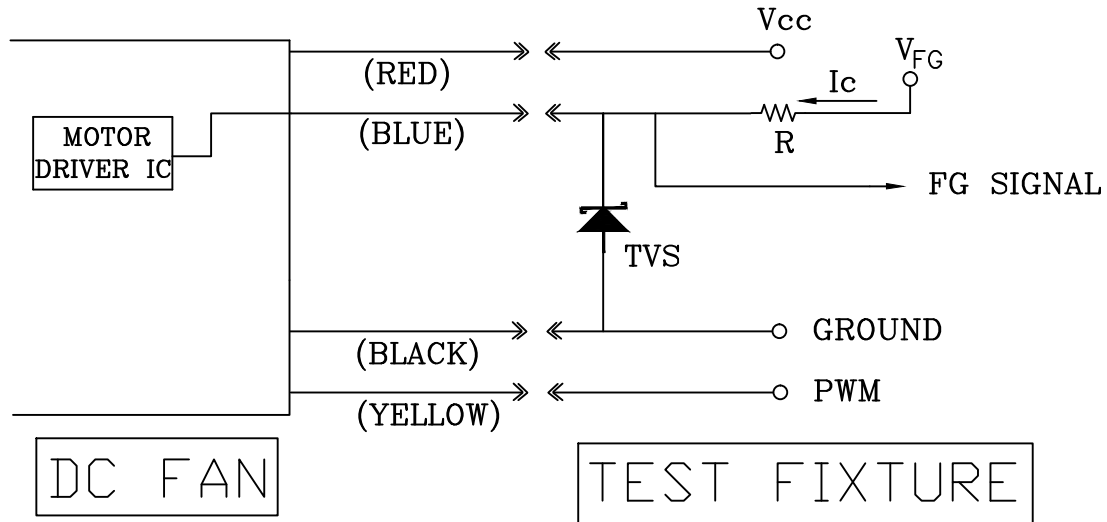 Vcc
V_FG
(RED)
Ic
MOTOR
DRIVER IC
(BLUE)
R
FG SIGNAL
TVS
GROUND
(BLACK)
PWM
(YELLOW)
DC FAN
TEST FIXTURE